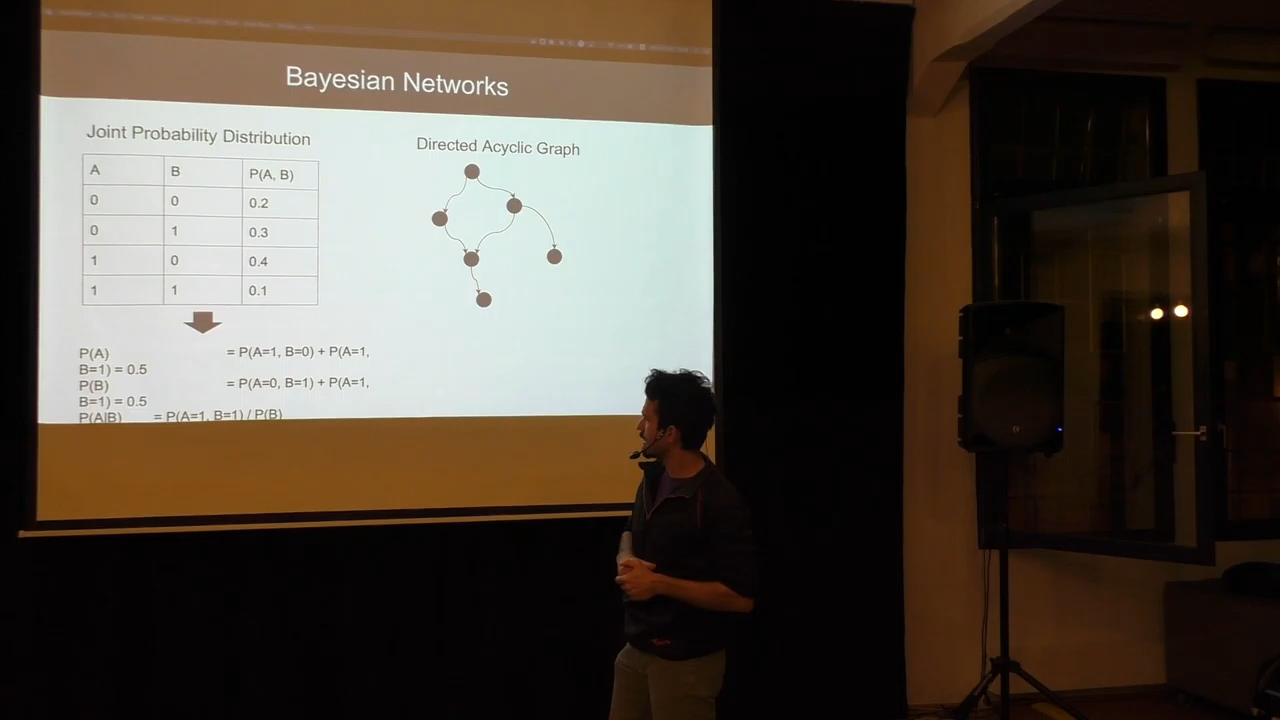 Bayesian Networks
Joint Probability Distribution
A B P(A, B)
0 0 0.2
0 1 0.3
1 0 0.4
1 1 0.1
P(A) = P(A=1, B=0) + P(A=1,
B=1) = 0.5
P(B) = P(A=0, B=1) + P(A=1,
B=1) = 0.5
P(A|B) = P(A=1, B=1) / P(B)
Directed Acyclic Graph